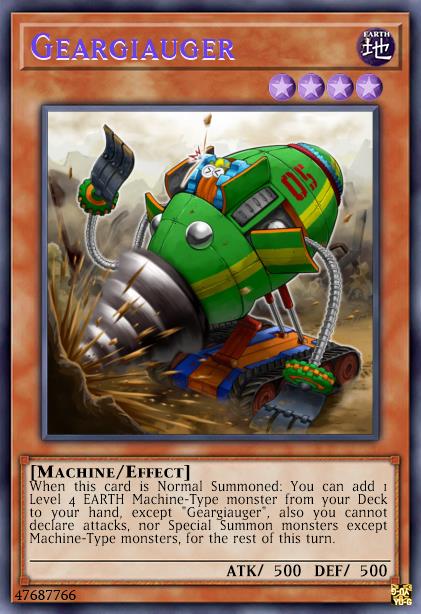 GEARGIAUGER
EARTH
地
05
[MACHINE/EFFECT]
When this card is Normal Summoned: You can add 1
Level 4 EARTH Machine-Type monster from your Deck
to your hand, except "Geargiauger", also you cannot
declare attacks, nor Special Summon monsters except
Machine-Type monsters, for the rest of this turn.
ATK/ 500 DEF/ 500
47687766